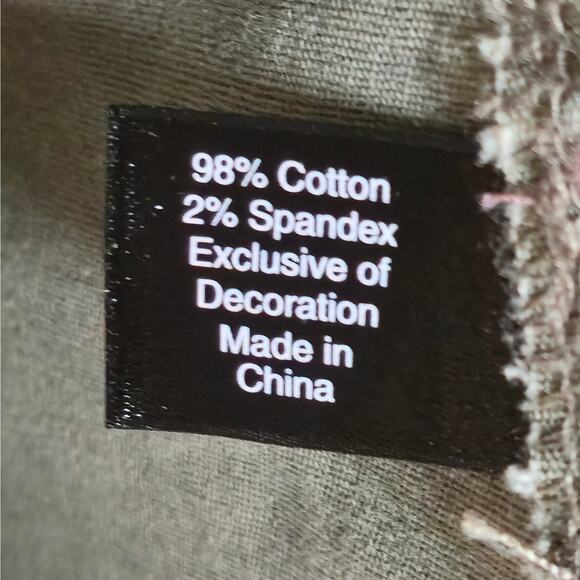 98% Cotton
2% Spandex
Exclusive of
Decoration
Made in
China